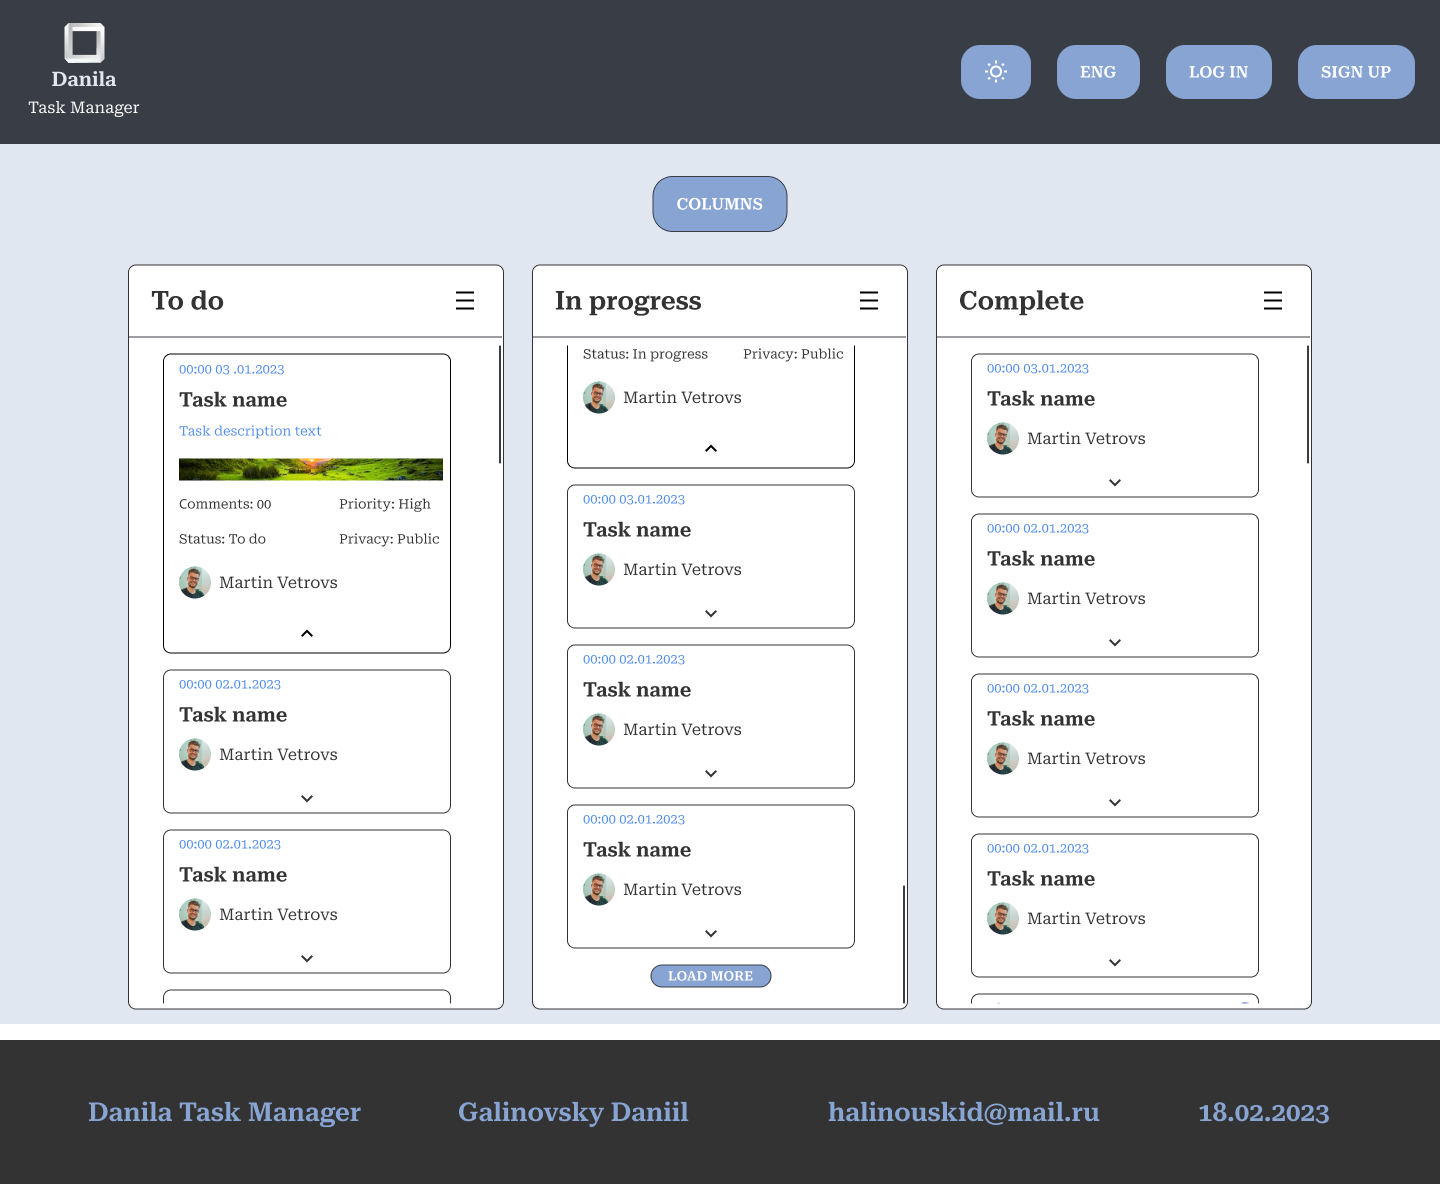 Danila
Task Manager
ENG
LOG IN
SIGN UP
COLUMNS
To do
00:00 03 .01.2023
Task name
Task description text
Comments: 00
Priority: High
Status: To do
Privacy: Public
Martin Vetrovs
00:00 02.01.2023
Task name
Martin Vetrovs
00:00 02.01.2023
Task name
Martin Vetrovs
In progress
Status: In progress
Privacy: Public
Martin Vetrovs
00:00 03.01.2023
Task name
Martin Vetrovs
00:00 02.01.2023
Task name
Martin Vetrovs
00:00 02.01.2023
Task name
Martin Vetrovs
LOAD MORE
Complete
00:00 03.01.2023
Task name
Martin Vetrovs
00:00 02.01.2023
Task name
Martin Vetrovs
00:00 02.01.2023
Task name
Martin Vetrovs
00:00 02.01.2023
Task name
Martin Vetrovs
Danila Task Manager
Galinovsky Daniil
halinouskid@mail.ru
18.02.2023